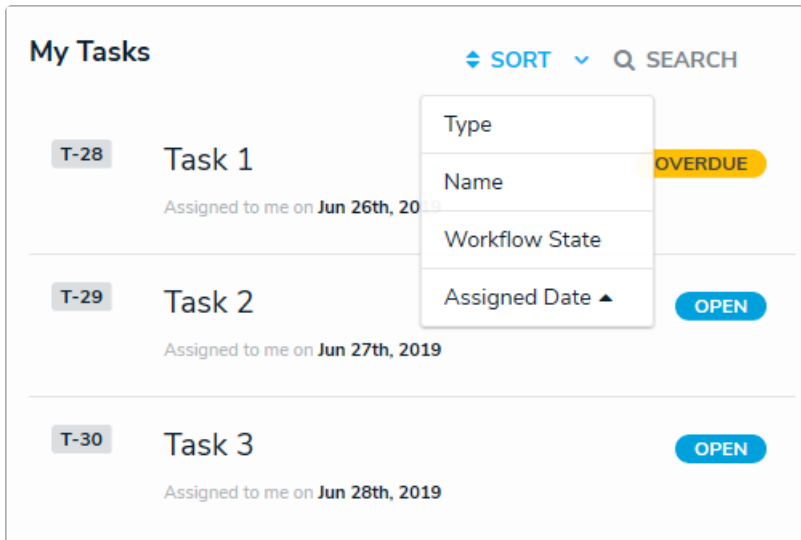 My Tasks
SORT
SEARCH
Type
Name
Workflow State
Assigned Date
T-28
Task 1
OVERDUE
Assigned to me on Jun 26th, 2019
T-29
Task 2
OPEN
Assigned to me on Jun 27th, 2019
T-30
Task 3
OPEN
Assigned to me on Jun 28th, 2019